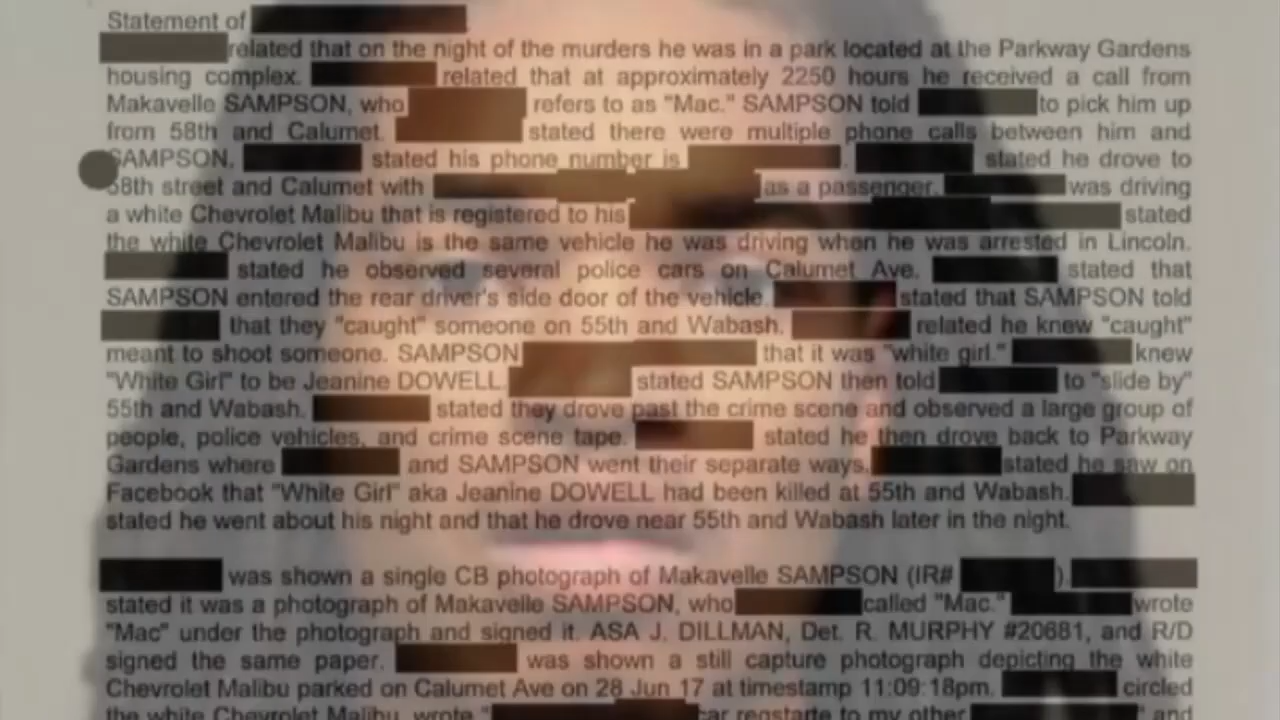 Statement of
related that on the night of the murders he was in a park located at the Parkway Gardens
housing complex. related that at approximately 2250 hours he received a call from
Makavelle SAMPSON, who refers to as "Mac." SAMPSON told to pick him up
from 58th and Calumet. stated there were multiple phone calls between him and
SAMPSON. stated his phone number is . stated he drove to
58th street and Calumet with as a passenger. was driving
a white Chevrolet Malibu that is registered to his stated
the white Chevrolet Malibu is the same vehicle he was driving when he was arrested in Lincoln.
stated he observed several police cars on Calumet Ave. stated that
SAMPSON entered the rear driver's side door of the vehicle. stated that SAMPSON told
that they "caught" someone on 55th and Wabash. related he knew "caught"
meant to shoot someone. SAMPSON that it was "white girl." knew
"White Girl" to be Jeanine DOWELL. stated SAMPSON then told to "slide by"
55th and Wabash. stated they drove past the crime scene and observed a large group of
people, police vehicles, and crime scene tape. stated he then drove back to Parkway
Gardens where and SAMPSON went their separate ways. stated he saw on
Facebook that "White Girl" aka Jeanine DOWELL had been killed at 55th and Wabash.
stated he went about his night and that he drove near 55th and Wabash later in the night.
was shown a single CB photograph of Makavelle SAMPSON (IR# ).
stated it was a photograph of Makavelle SAMPSON, who called "Mac." wrote
"Mac" under the photograph and signed it. ASA J. DILLMAN, Det. R. MURPHY #20681, and R/D
signed the same paper. was shown a still capture photograph depicting the white
Chevrolet Malibu parked on Calumet Ave on 28 Jun 17 at timestamp 11:09:18pm. circled
the white Chevrolet Malibu, wrote " car regstarte to my other " and